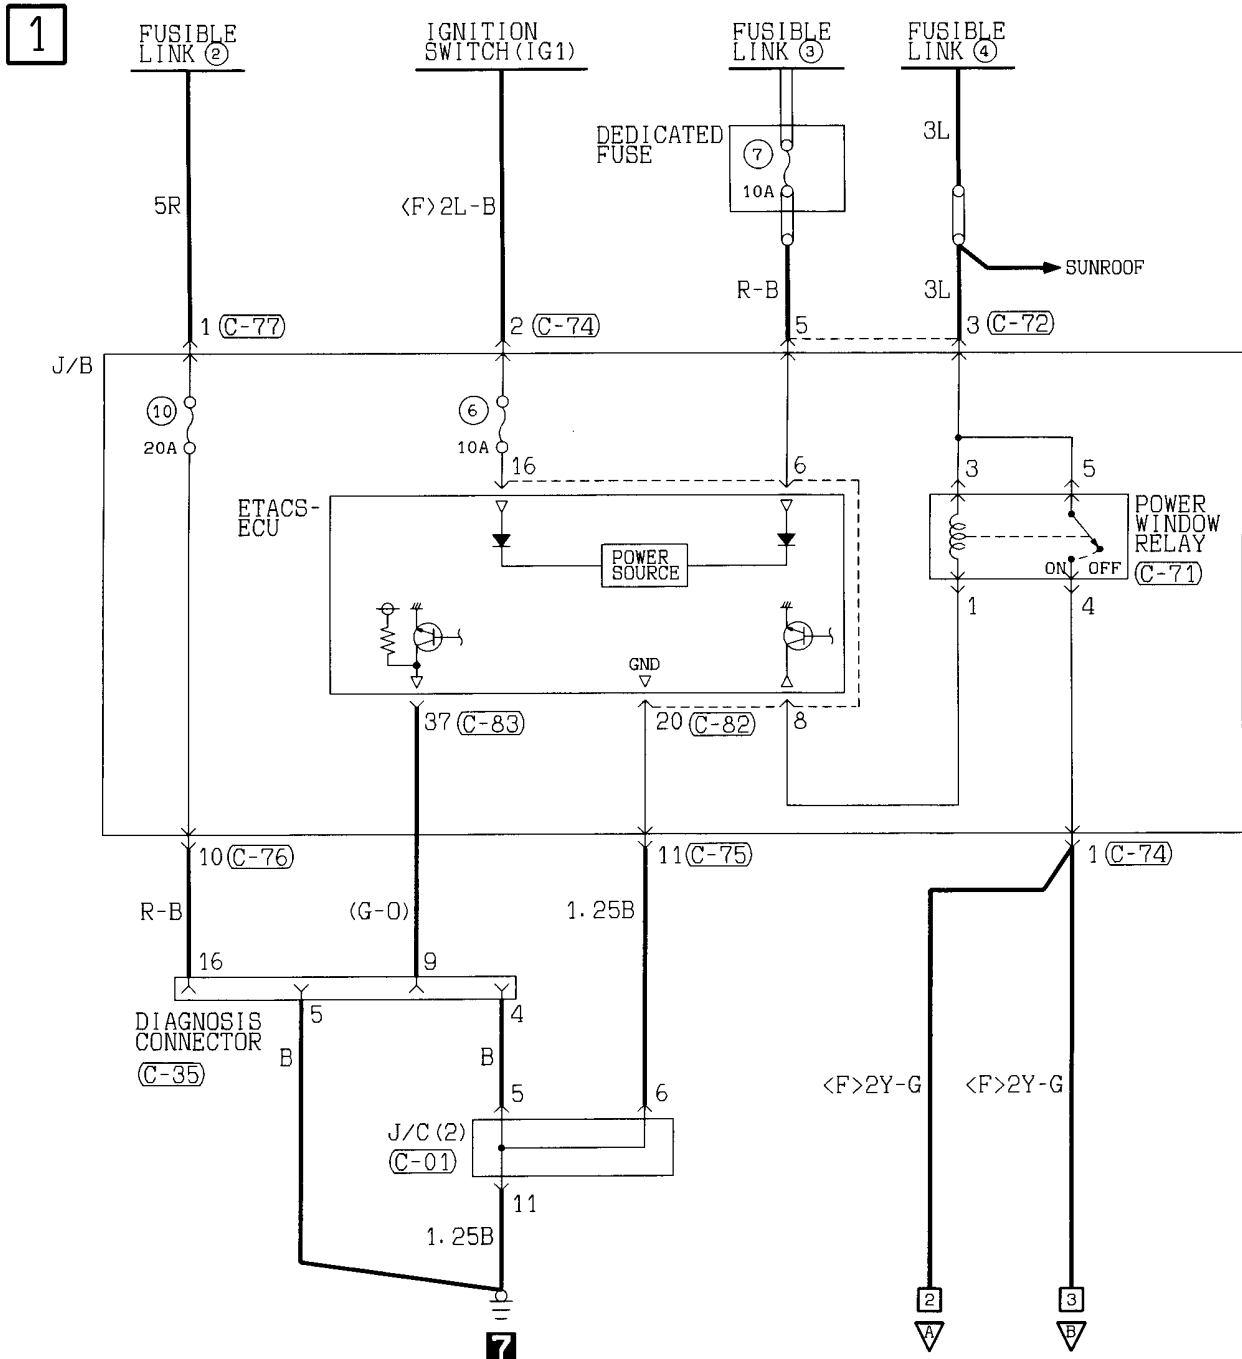 1
FUSIBLE
LINK ②
IGNITION
SWITCH(IG1)
FUSIBLE
LINK ③
FUSIBLE
LINK ④
DEDICATED
FUSE
⑦
10A
3L
5R
<F>2L-B
SUNROOF
R-B
3L
1 (C-77)
2 (C-74)
5
3 (C-72)
J/B
⑩
20A
⑥
10A
16
6
3
5
ETACS-
ECU
POWER
SOURCE
POWER
WINDOW
RELAY
(C-71)
ON OFF
1
4
GND
37 (C-83)
20 (C-82)
8
10 (C-76)
11 (C-75)
1 (C-74)
R-B
(G-O)
1.25B
16
9
5
4
DIAGNOSIS
CONNECTOR
(C-35)
B
B
<F>2Y-G
<F>2Y-G
5
6
J/C(2)
(C-01)
11
1.25B
2
3
A
B
7